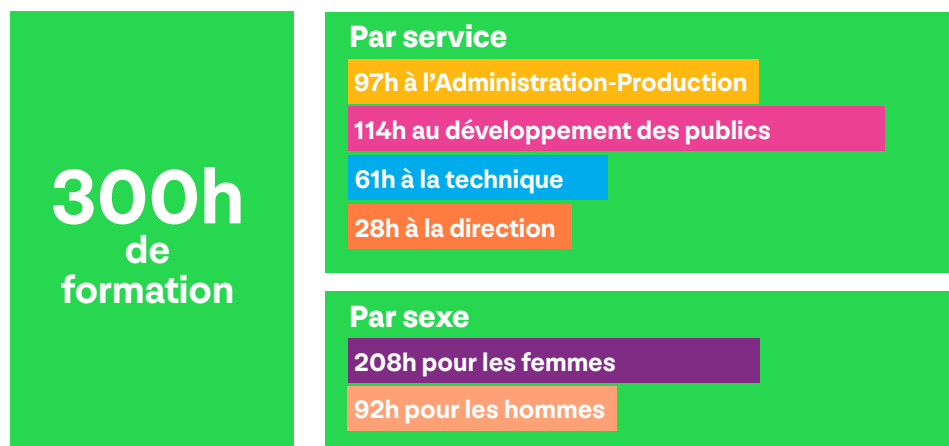 300h
de
formation
Par service
97h à l'Administration-Production
114h au développement des publics
61h à la technique
28h à la direction
Par sexe
208h pour les femmes
92h pour les hommes